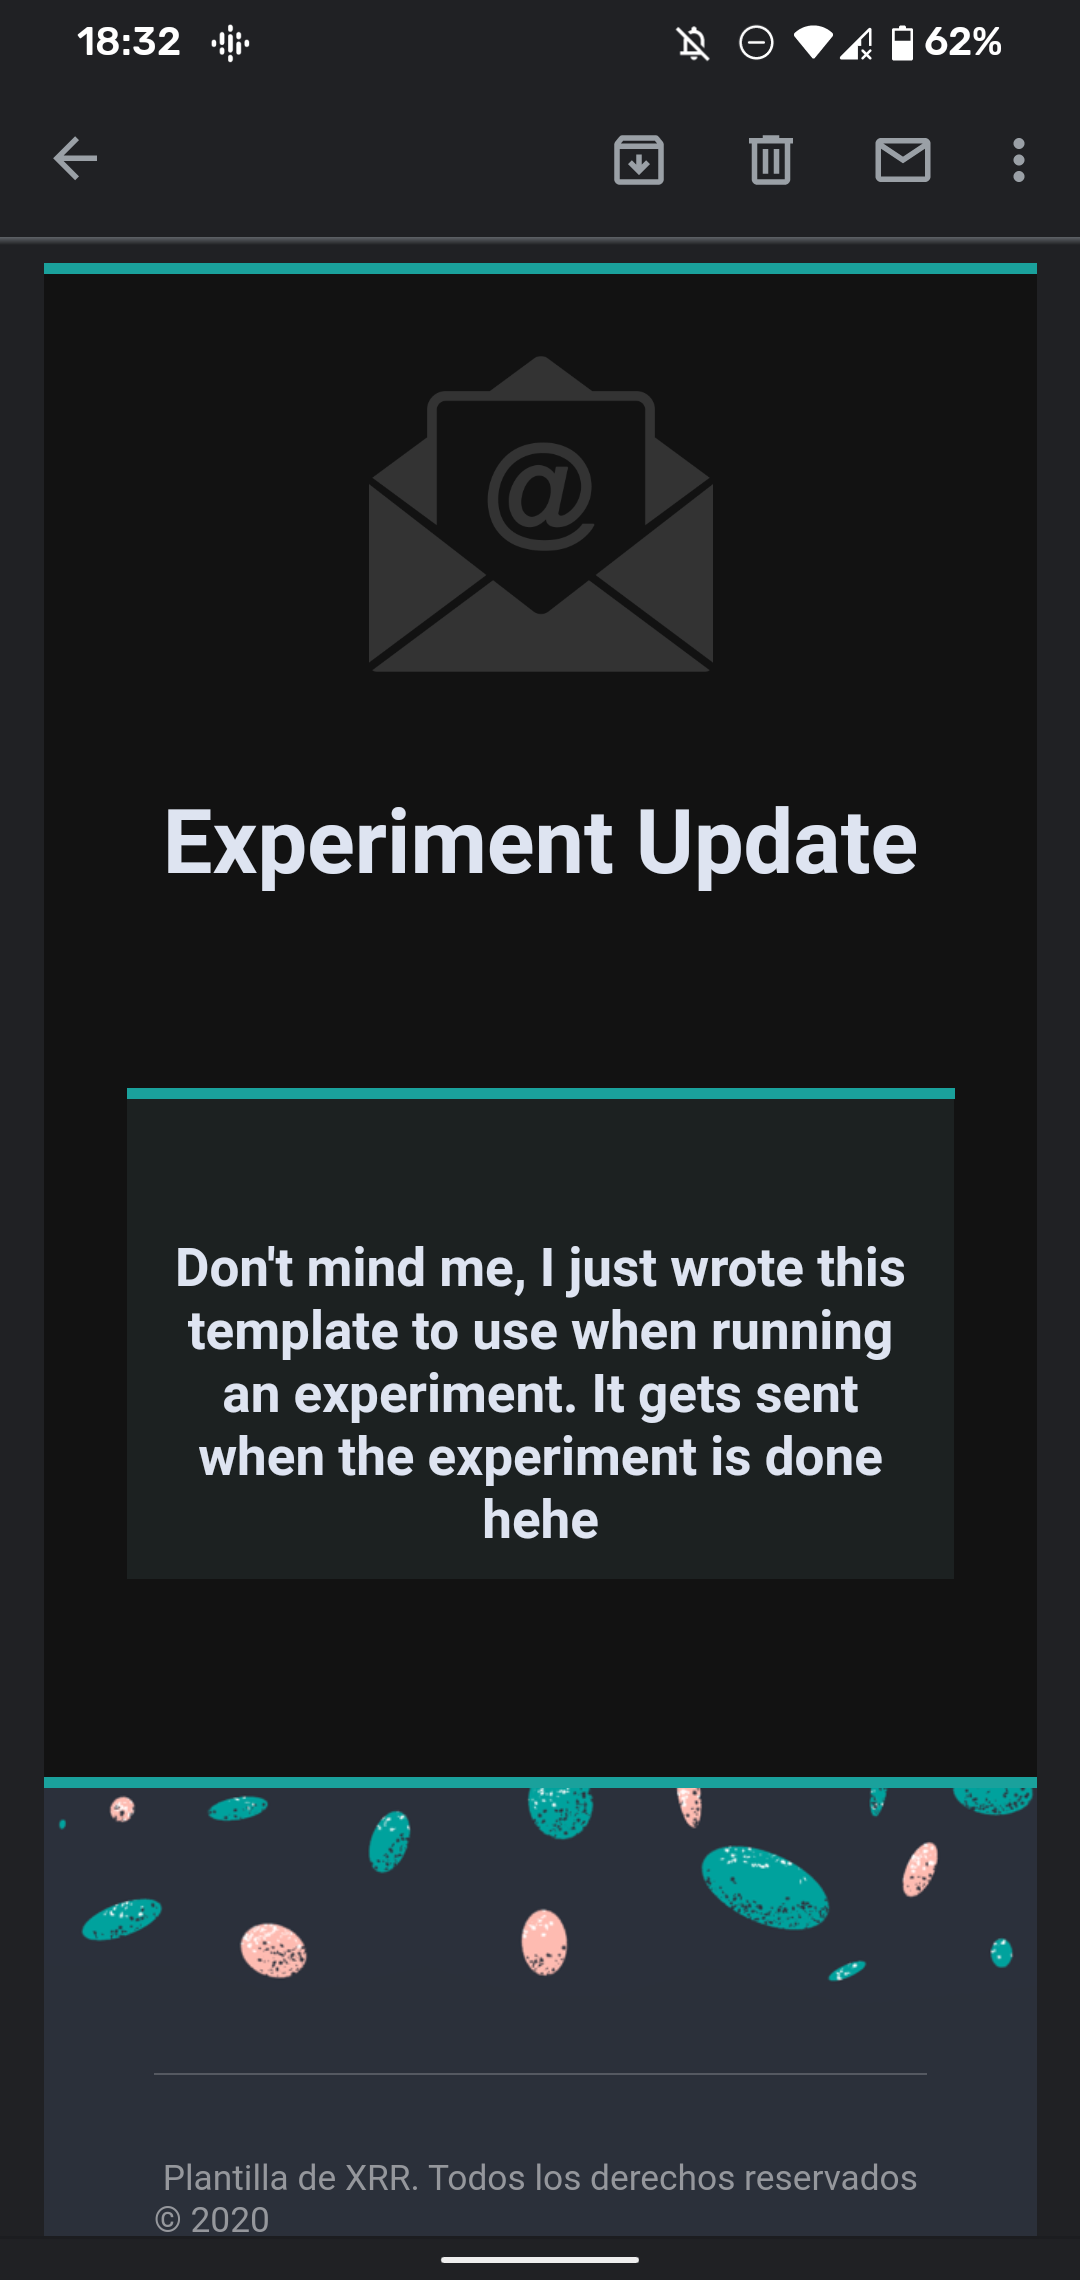 18:32
62%
@
Experiment Update
Don't mind me, I just wrote this
template to use when running
an experiment. It gets sent
when the experiment is done
hehe
Plantilla de XRR. Todos los derechos reservados
© 2020